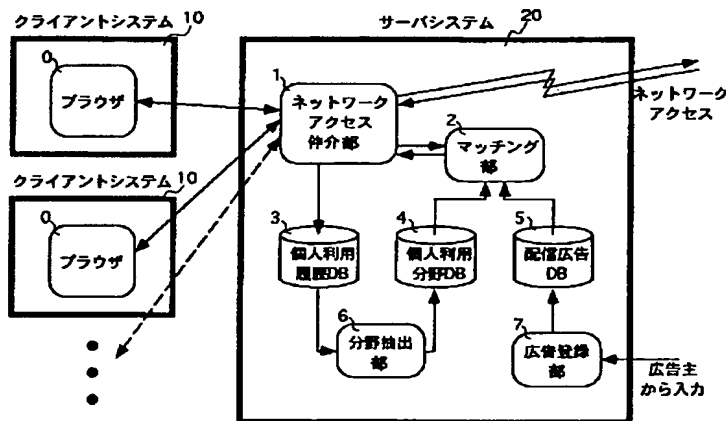 クライアントシステム 10
0
ブラウザ
クライアントシステム 10
0
ブラウザ
サーバシステム 20
1
ネットワーク
アクセス
仲介部
2
マッチング
部
ネットワーク
アクセス
3
個人利用
履歴DB
4
個人利用
分野DB
5
配信広告
DB
6
分野抽出
部
7
広告登録
部
広告主
から入力